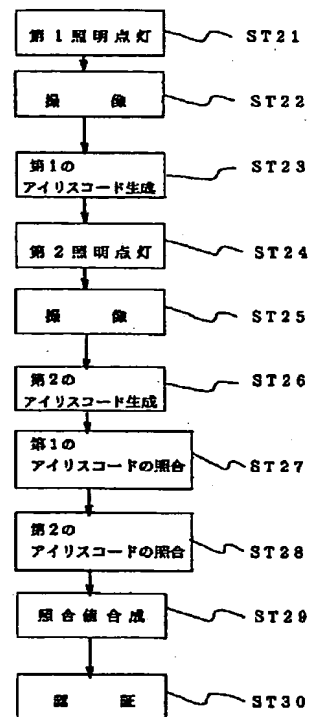 第1照明点灯 ST21
撮像 ST22
第1の
アイリスコード生成 ST23
第2照明点灯 ST24
撮像 ST25
第2の
アイリスコード生成 ST26
第1の
アイリスコードの照合 ST27
第2の
アイリスコードの照合 ST28
照合値合成 ST29
認証 ST30